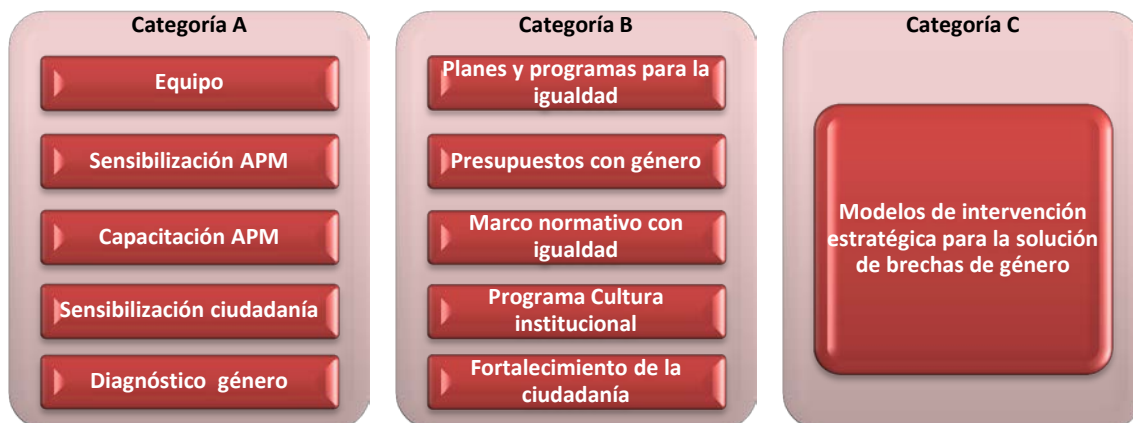 Categoría A
Equipo
Sensibilización APM
Capacitación APM
Sensibilización ciudadanía
Diagnóstico género
Categoría B
Planes y programas para la
igualdad
Presupuestos con género
Marco normativo con
igualdad
Programa Cultura
institucional
Fortalecimiento de la
ciudadanía
Categoría C
Modelos de intervención
estratégica para la solución
de brechas de género